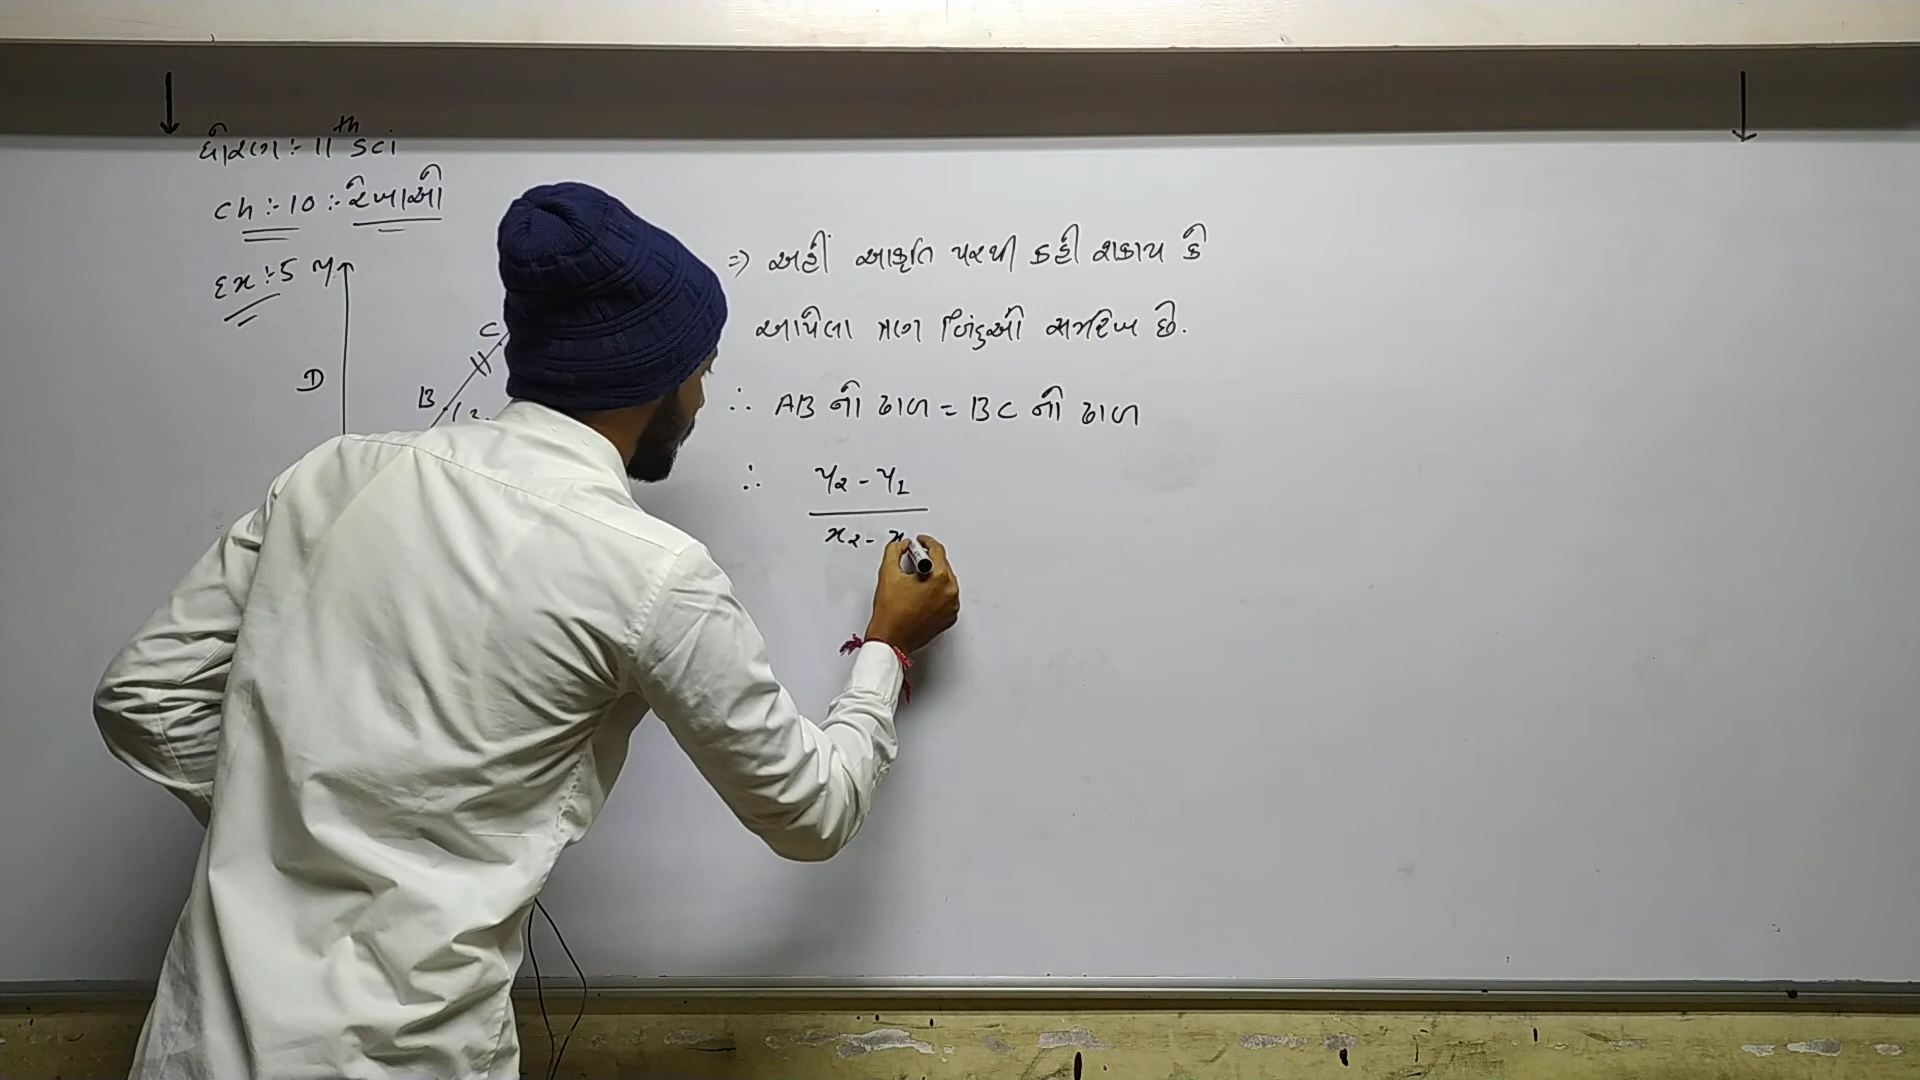 ધોરણ :- 11th sci
ch :- 10 :- રેખાઓ
Ex :- 5
Y
D
C
B
⇒ અહીં આકૃતિ પરથી કહી શકાય કે
આપેલા ત્રણ બિંદુઓ સમરેખ છે.
∴ AB નો ઢાળ = BC નો ઢાળ
∴ y2 - y1
x2 - x